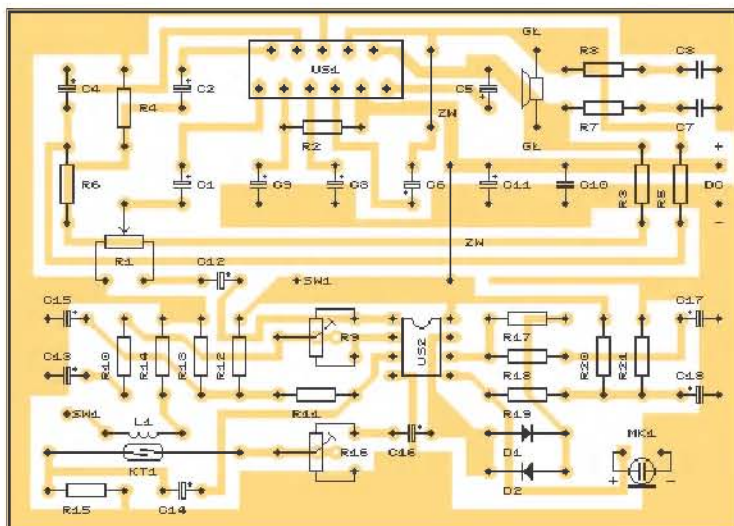 GŁ
R8
C8
C4
C2
US1
C5
R4
ZW
R2
R7
C7
GŁ
+
R6
C1
C9
C8
C6
C11
C10
R3
R5
DC
-
R1
ZW
C12
SW1
C15
C17
R10
R14
R13
R12
R9
US2
R17
R20
R21
C13
R18
C18
R11
SW1
L1
R19
MK1
KT1
R16
C16
D1
+
-
R15
C14
D2